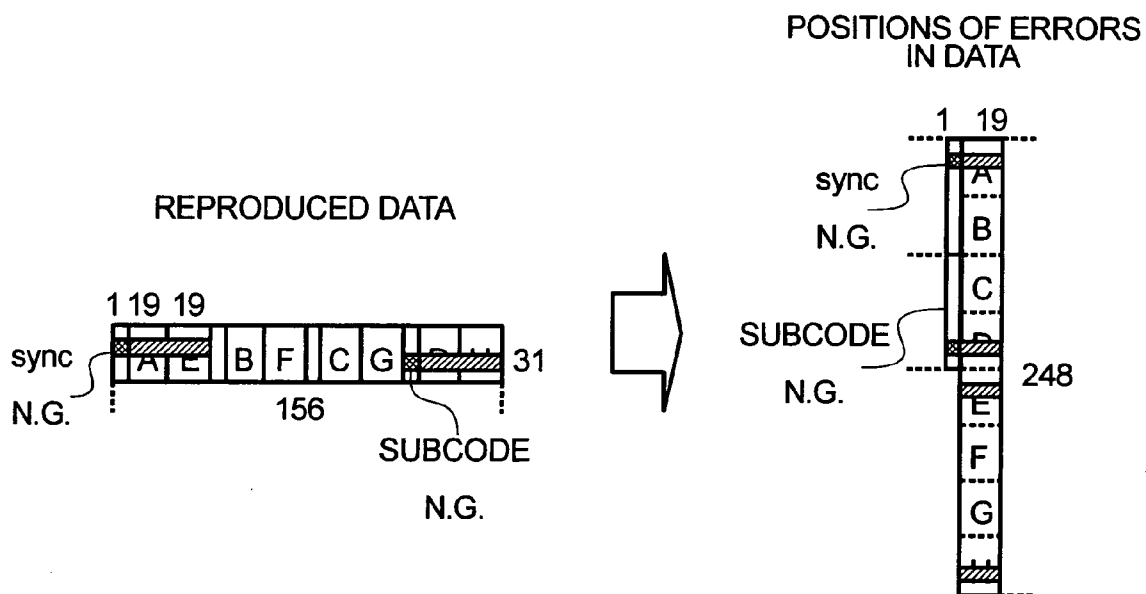 POSITIONS OF ERRORS
IN DATA
1 19
sync
N.G.
A
B
C
SUBCODE
N.G.
248
E
F
G
REPRODUCED DATA
1 19 19
sync
N.G.
A E B F C G
31
156
SUBCODE
N.G.